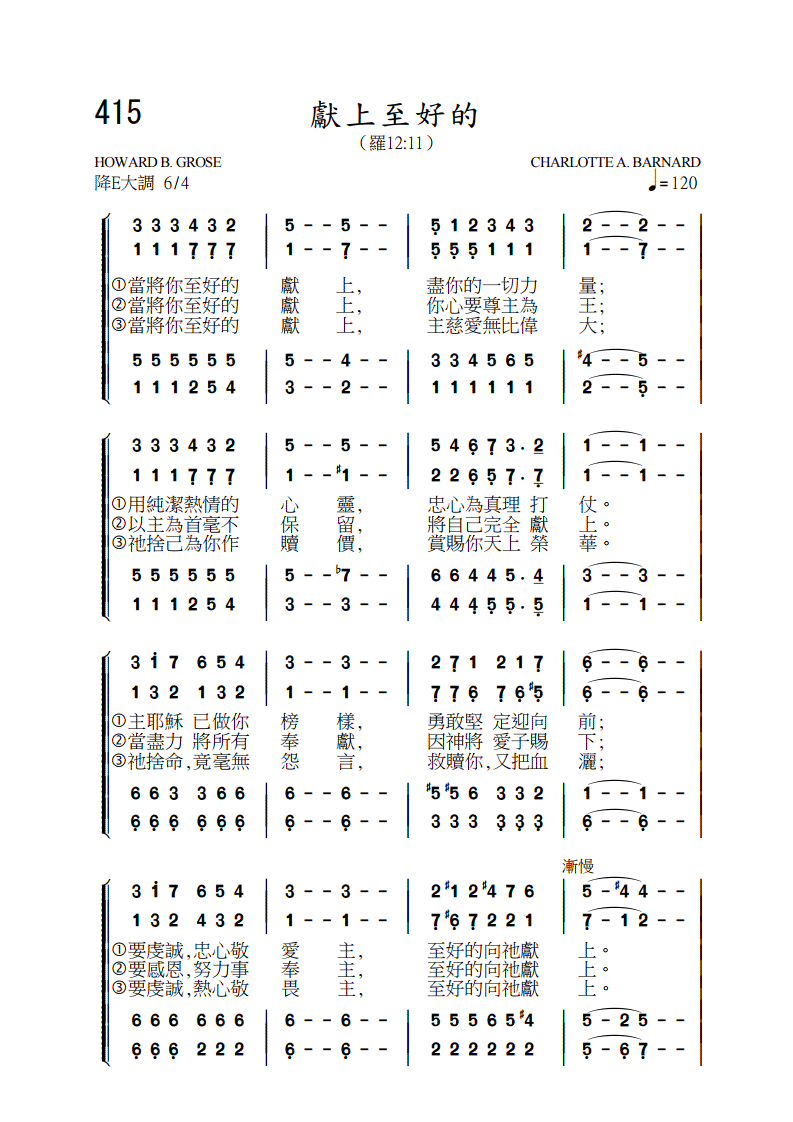 415
獻上至好的
（羅12:11）
HOWARD B. GROSE CHARLOTTE A. BARNARD
降E大調 6/4 ♩=120
3 3 3 4 3 2 | 5 - - 5 - - | 5̣ 1 2 3 4 3 | 2 - - 2 - - |
1 1 1 7̣ 7̣ 7̣ | 1 - - 7̣ - - | 5̣ 5̣ 5̣ 1 1 1 | 1 - - 7̣ - - |
①當將你至好的 獻 上， 盡你的一切力 量；
②當將你至好的 獻 上， 你心要尊主為 王；
③當將你至好的 獻 上， 主慈愛無比偉 大；
5 5 5 5 5 5 | 5 - - 4 - - | 3 3 4 5 6 5 | ♯4 - - 5 - - |
1 1 1 2 5 4 | 3 - - 2 - - | 1 1 1 1 1 1 | 2 - - 5̣ - - |
3 3 3 4 3 2 | 5 - - 5 - - | 5 4 6̣ 7̣ 3 . 2 | 1 - - 1 - - |
1 1 1 7̣ 7̣ 7̣ | 1 - - ♯1 - - | 2 2 6̣ 5̣ 7̣ . 7̣ | 1 - - 1 - - |
①用純潔熱情的 心 靈， 忠心為真理 打 仗。
②以主為首毫不 保 留， 將自己完全 獻 上。
③祂捨己為你作 贖 價， 賞賜你天上 榮 華。
5 5 5 5 5 5 | 5 - - ♭7 - - | 6 6 4 4 5 . 4 | 3 - - 3 - - |
1 1 1 2 5 4 | 3 - - 3 - - | 4 4 4̣ 5̣ 5̣ . 5̣ | 1 - - 1 - - |
3 1̇ 7 6 5 4 | 3 - - 3 - - | 2 7̣ 1 2 1 7̣ | 6̣ - - 6̣ - - |
1 3 2 1 3 2 | 1 - - 1 - - | 7̣ 7̣ 6̣ 7̣ 6̣ ♯5̣ | 6̣ - - 6̣ - - |
①主耶穌 已做你 榜 樣， 勇敢堅 定迎向 前；
②當盡力 將所有 奉 獻， 因神將 愛子賜 下；
③祂捨命，竟毫無 怨 言， 救贖你，又把血 灑；
6 6 3 3 6 6 | 6 - - 6 - - | ♯5 ♯5 6 3 3 2 | 1 - - 1 - - |
6̣ 6̣ 6̣ 6̣ 6̣ 6̣ | 6̣ - - 6̣ - - | 3 3 3 3̣ 3̣ 3̣ | 6̣ - - 6̣ - - |
漸慢
3 1̇ 7 6 5 4 | 3 - - 3 - - | 2 ♯1 2 ♯4 7 6 | 5 - ♯4 4 - - |
1 3 2 4 3 2 | 1 - - 1 - - | 7̣ ♯6̣ 7̣ 2 2 1 | 7̣ - 1 2 - - |
①要虔誠，忠心敬 愛 主， 至好的向祂獻 上。
②要感恩，努力事 奉 主， 至好的向祂獻 上。
③要虔誠，熱心敬 畏 主， 至好的向祂獻 上。
6 6 6 6 6 6 | 6 - - 6 - - | 5 5 5 6 5 ♯4 | 5 - 2 5 - - |
6̣ 6̣ 6̣ 2 2 2 | 6̣ - - 6̣ - - | 2 2 2 2 2 2 | 5̣ - 6̣ 7̣ - - |